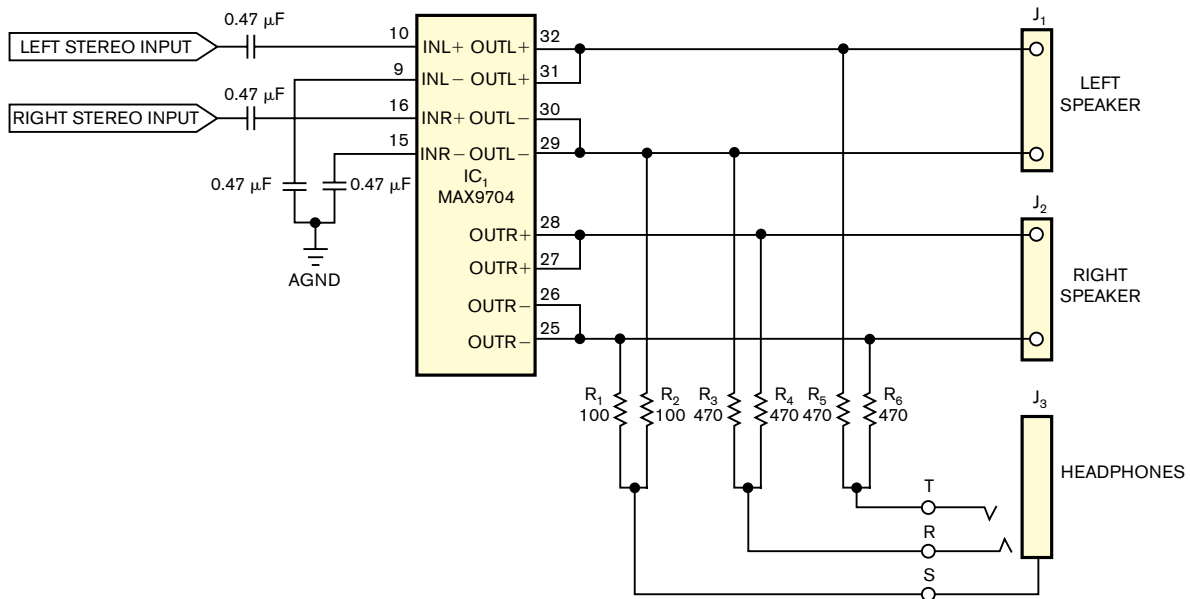 0.47 µF
LEFT STEREO INPUT
10
INL+ OUTL+
32
9
INL− OUTL+
31
0.47 µF
RIGHT STEREO INPUT
16
INR+ OUTL−
30
15
INR− OUTL−
29
0.47 µF
0.47 µF
IC1
MAX9704
AGND
OUTR+
28
OUTR+
27
OUTR−
26
OUTR−
25
J1
LEFT
SPEAKER
J2
RIGHT
SPEAKER
R1
100
R2
100
R3
470
R4
470
R5
470
R6
470
J3
HEADPHONES
T
R
S